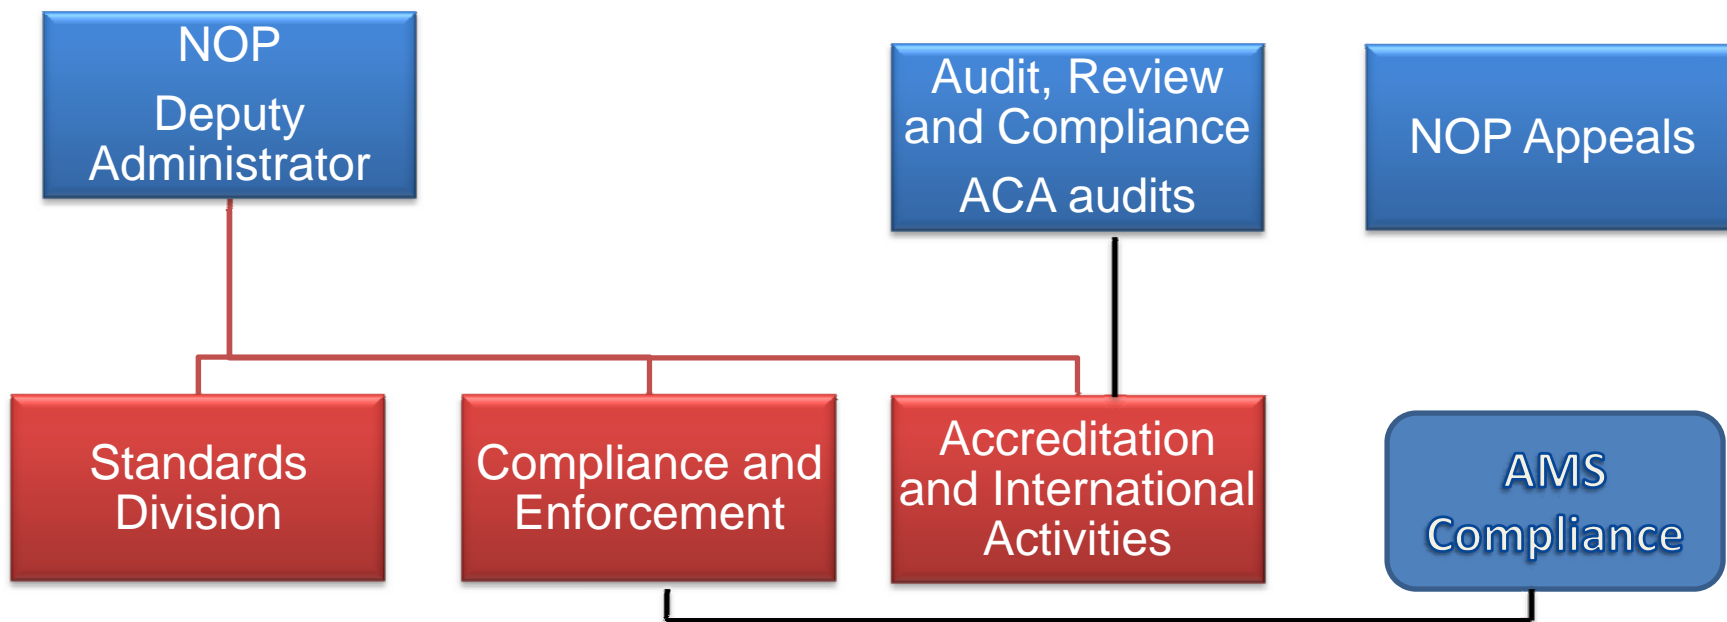 NOP
Deputy
Administrator
Audit, Review
and Compliance
ACA audits
NOP Appeals
Standards
Division
Compliance and
Enforcement
Accreditation
and International
Activities
AMS
Compliance